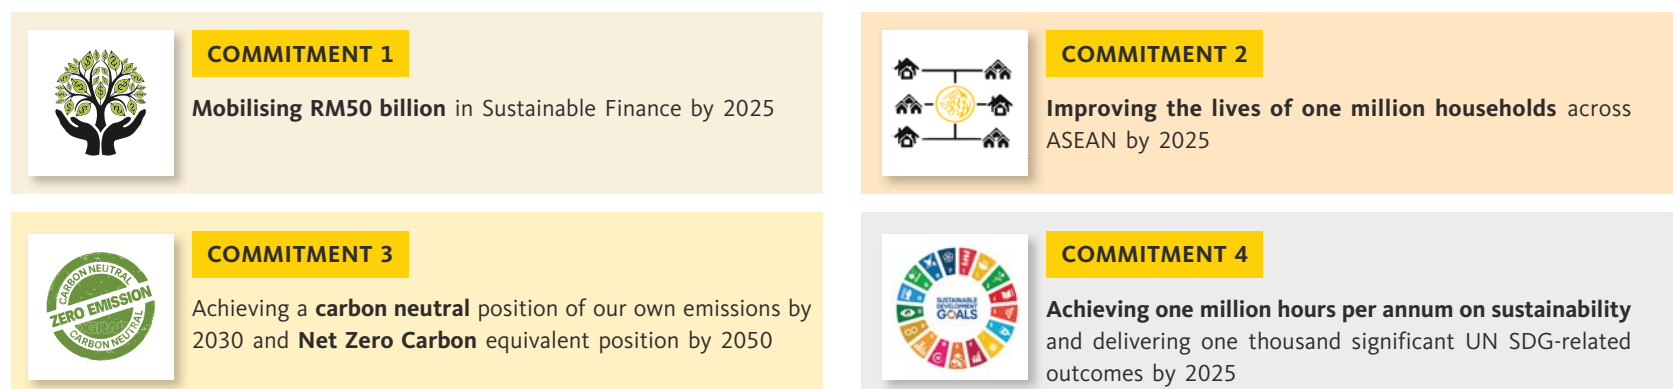 COMMITMENT 1
Mobilising RM50 billion in Sustainable Finance by 2025
COMMITMENT 2
Improving the lives of one million households across
ASEAN by 2025
COMMITMENT 3
Achieving a carbon neutral position of our own emissions by
2030 and Net Zero Carbon equivalent position by 2050
CARBON NEUTRAL
ZERO EMISSION
CARBON NEUTRAL
COMMITMENT 4
Achieving one million hours per annum on sustainability
and delivering one thousand significant UN SDG-related
outcomes by 2025
SUSTAINABLE
DEVELOPMENT
GOALS